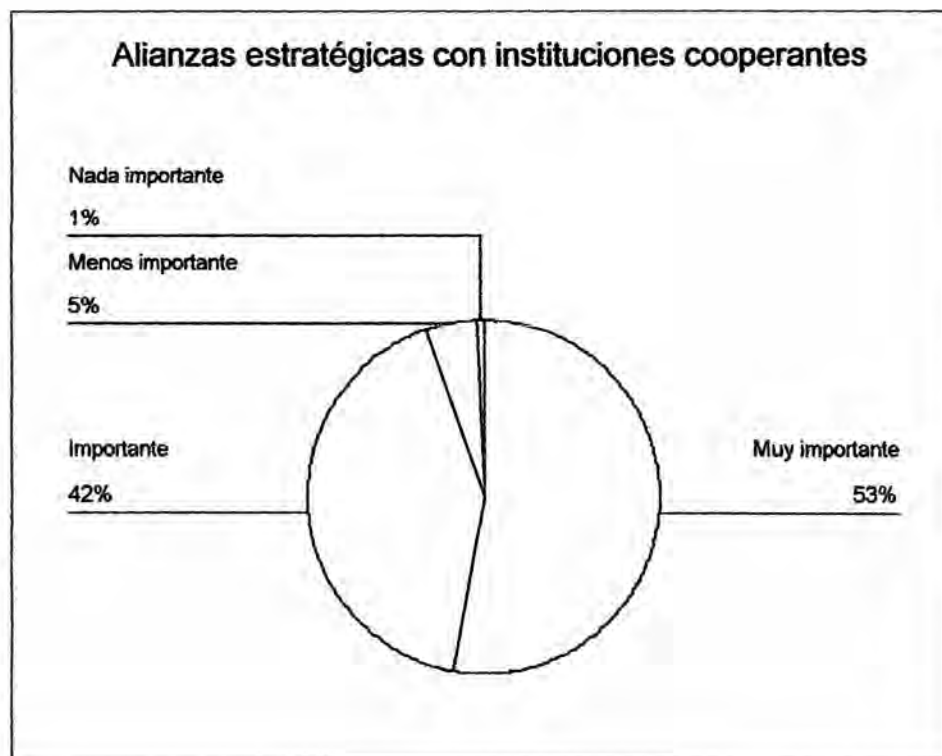 Alianzas estratégicas con instituciones cooperantes
Nada importante
1%
Menos importante
5%
Importante
42%
Muy importante
53%